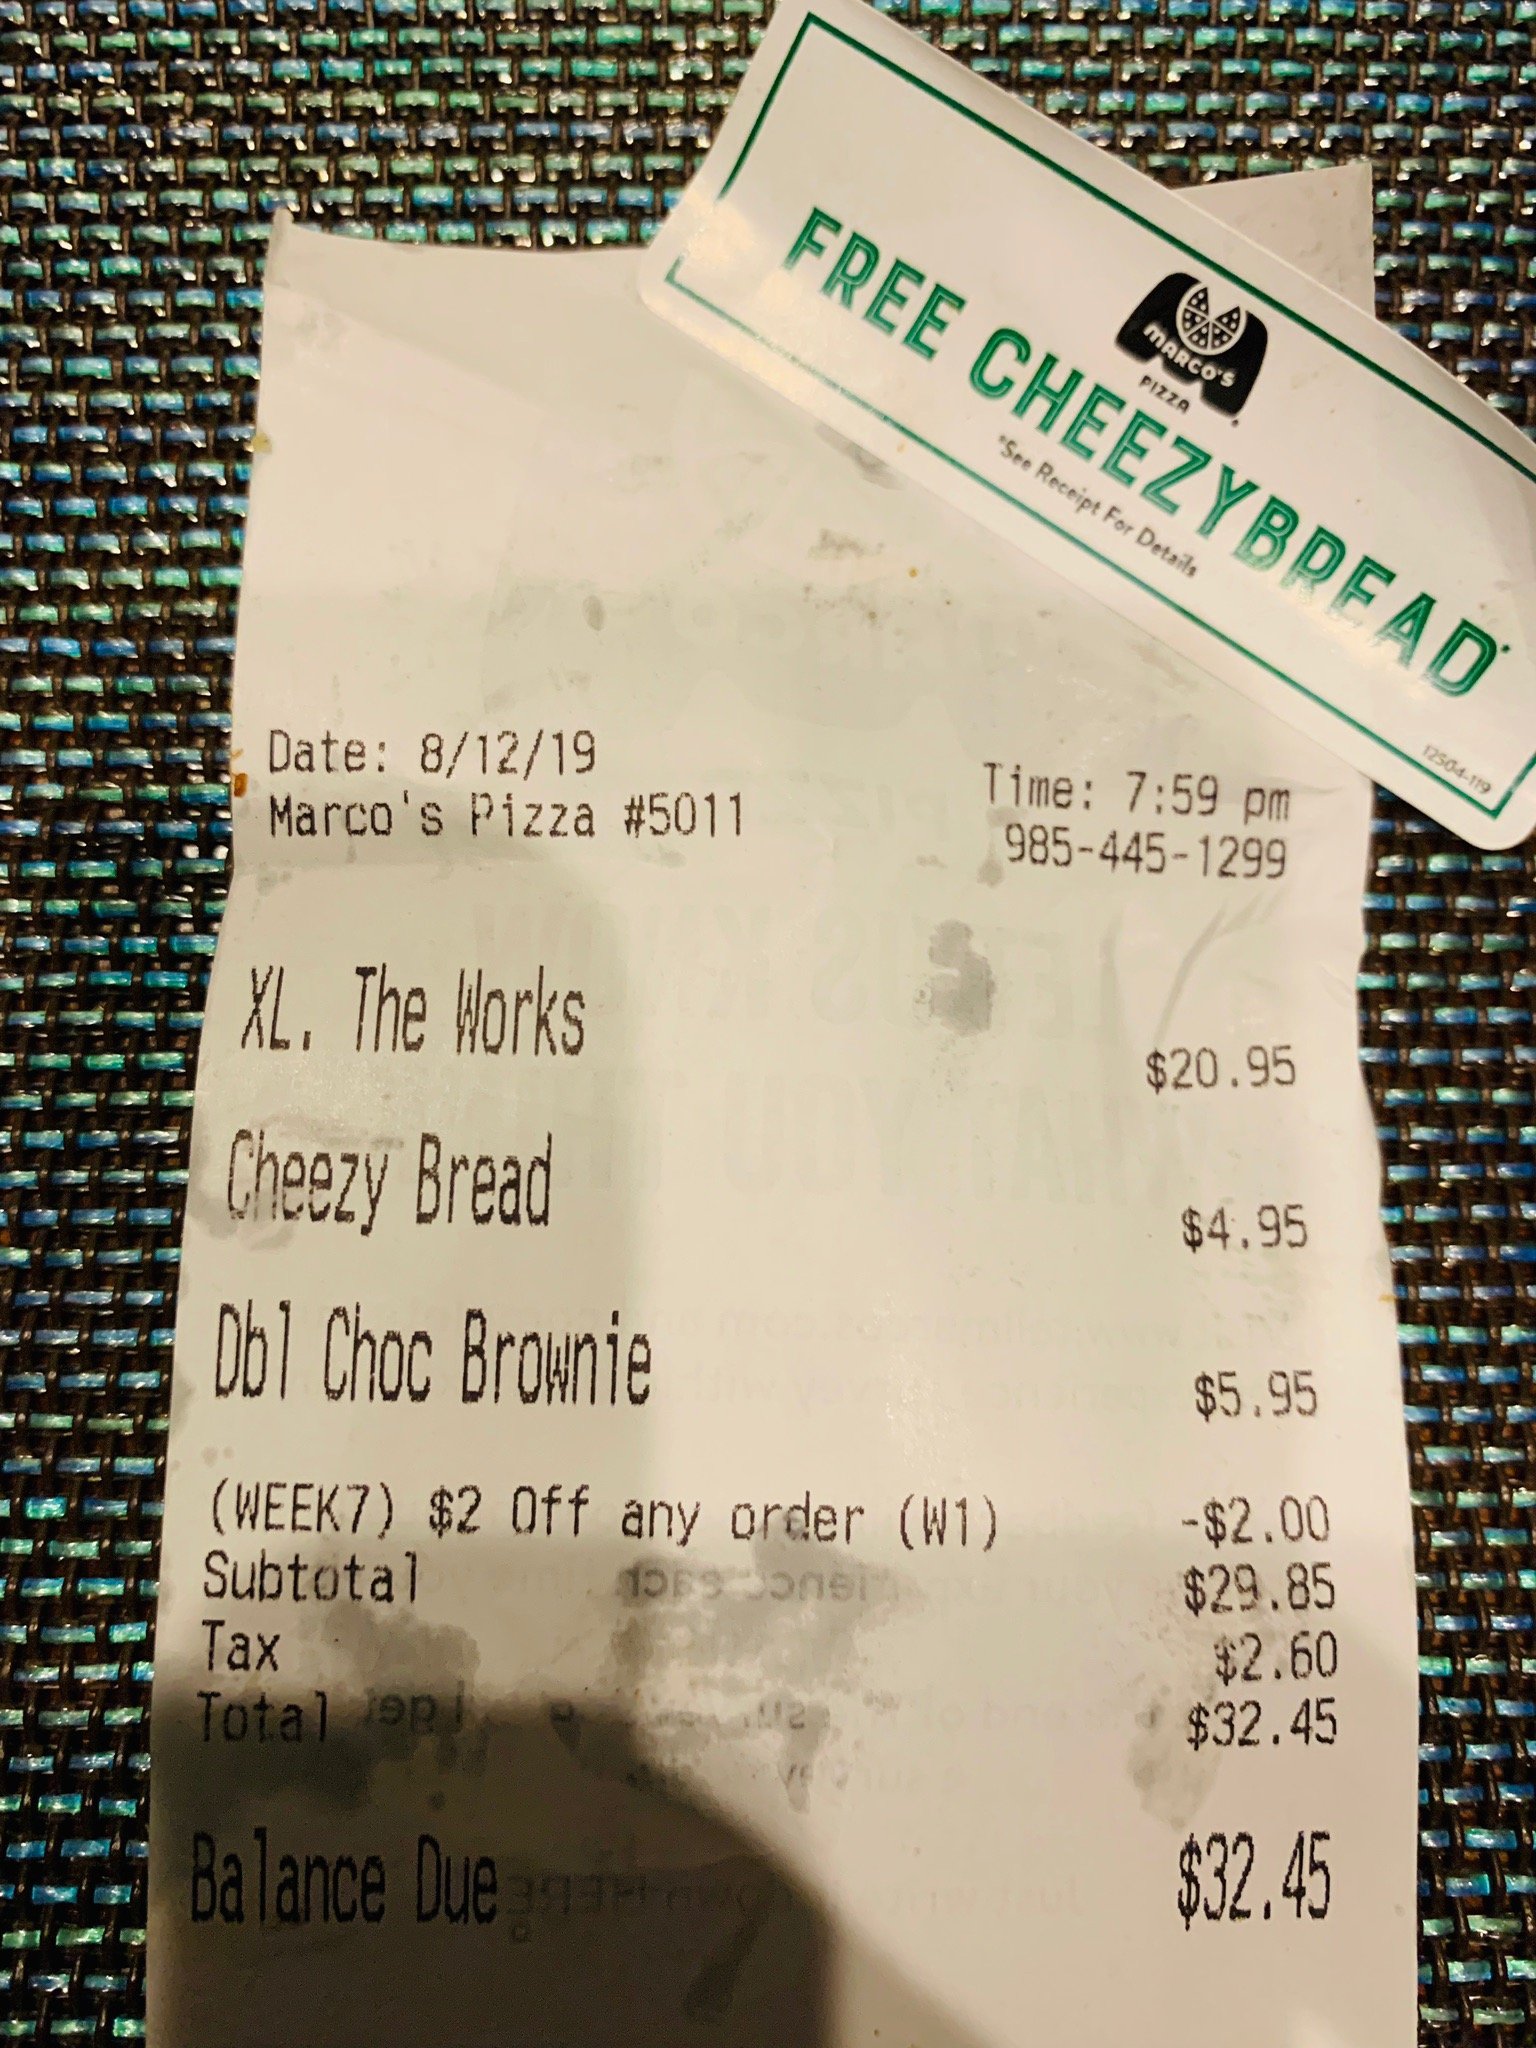 MARCO'S
PIZZA
FREE CHEEZYBREAD*
*See Receipt For Details
12504-119
Date: 8/12/19 Time: 7:59 pm
Marco's Pizza #5011 985-445-1299
XL. The Works $20.95
Cheezy Bread $4.95
Dbl Choc Brownie $5.95
(WEEK7) $2 Off any order (W1) -$2.00
Subtotal $29.85
Tax $2.60
Total $32.45
Balance Due $32.45